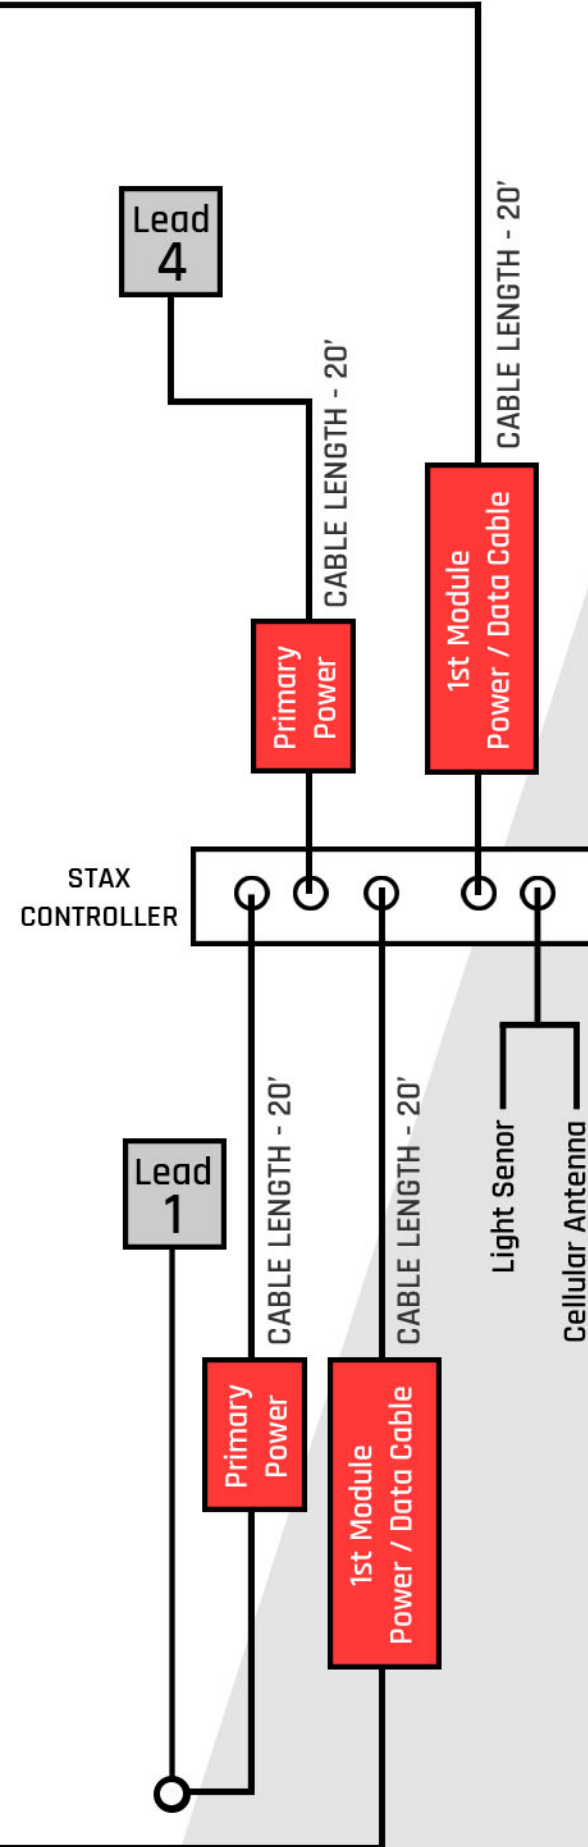 Lead
4
CABLE LENGTH - 20'
CABLE LENGTH - 20'
Primary
Power
1st Module
Power / Data Cable
STAX
CONTROLLER
Lead
1
CABLE LENGTH - 20'
CABLE LENGTH - 20'
Light Senor
Cellular Antenna
Primary
Power
1st Module
Power / Data Cable